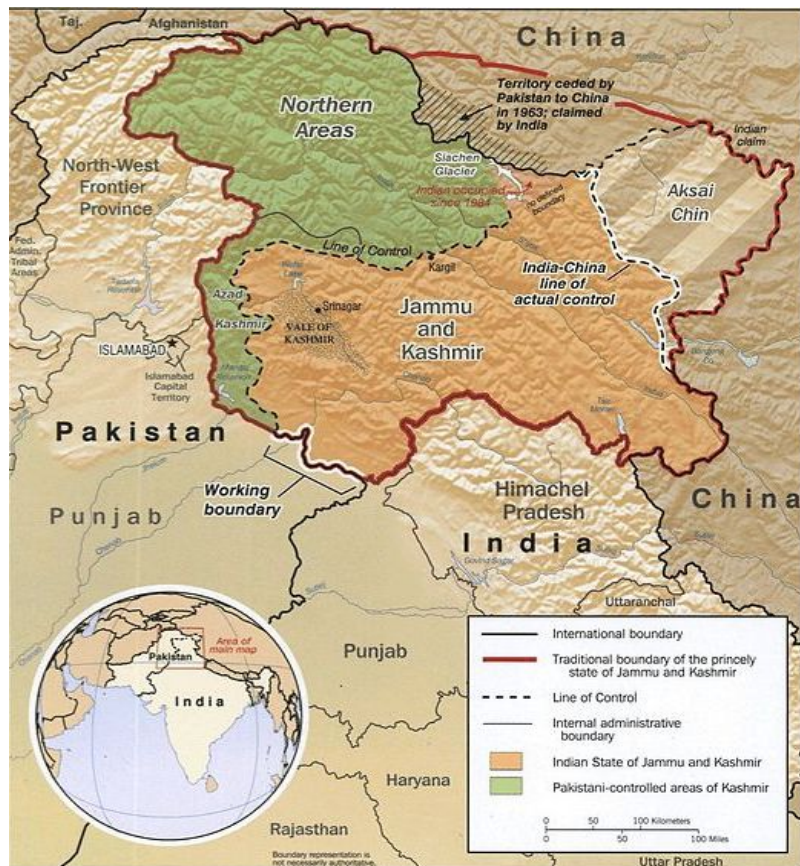 Taj.
Afghanistan
China
Northern
Areas
Territory ceded by
Pakistan to China
in 1963; claimed
by India
Indian
claim
North-West
Frontier
Province
Siachen
Glacier
Indian occupied
since 1984
no defined
boundary
Aksai
Chin
Fed.
Admin.
Tribal
Areas
Line of Control
Kargil
India-China
line of
actual control
Azad
Kashmir
Srinagar
VALE OF
KASHMIR
Jammu
and
Kashmir
ISLAMABAD
Islamabad
Capital
Territory
Pakistan
Working
boundary
Himachel
Pradesh
China
Punjab
India
Uttaranchal
Area of
main map
Pakistan
India
Punjab
Haryana
Rajasthan
Boundary representation is
not necessarily authoritative.
International boundary
Traditional boundary of the princely
state of Jammu and Kashmir
Line of Control
Internal administrative
boundary
Indian State of Jammu and Kashmir
Pakistani-controlled areas of Kashmir
0 50 100 Kilometers
0 50 100 Miles
Uttar Pradesh